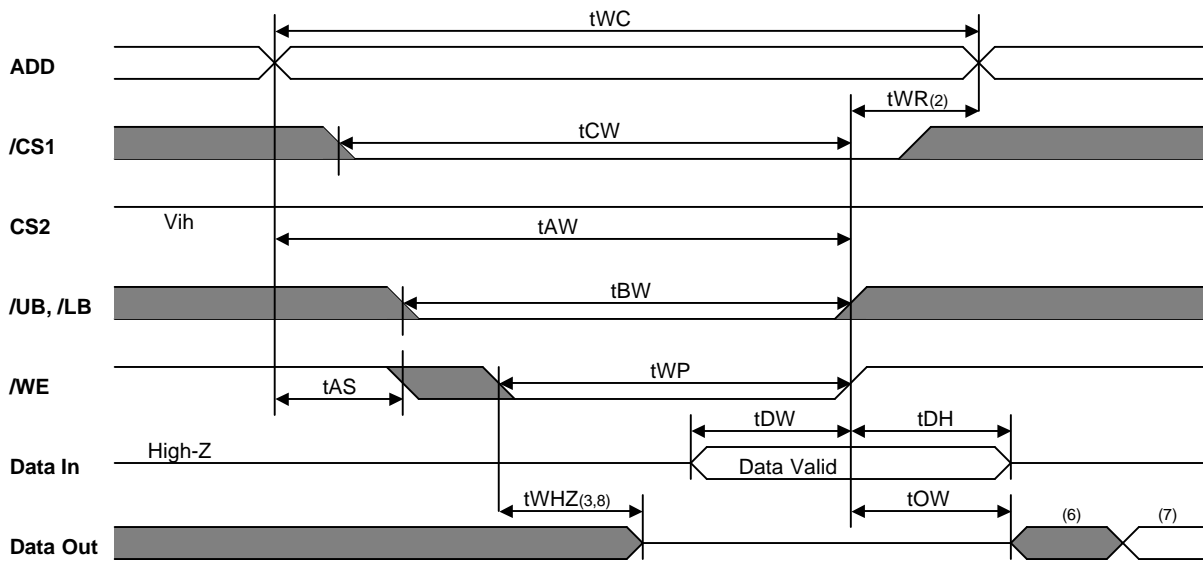 tWC
ADD
tWR(2)
/CS1
tCW
CS2
Vih
tAW
/UB, /LB
tBW
/WE
tAS
tWP
tDW
tDH
Data In
High-Z
Data Valid
tWHZ(3,8)
tOW
Data Out
(6)
(7)